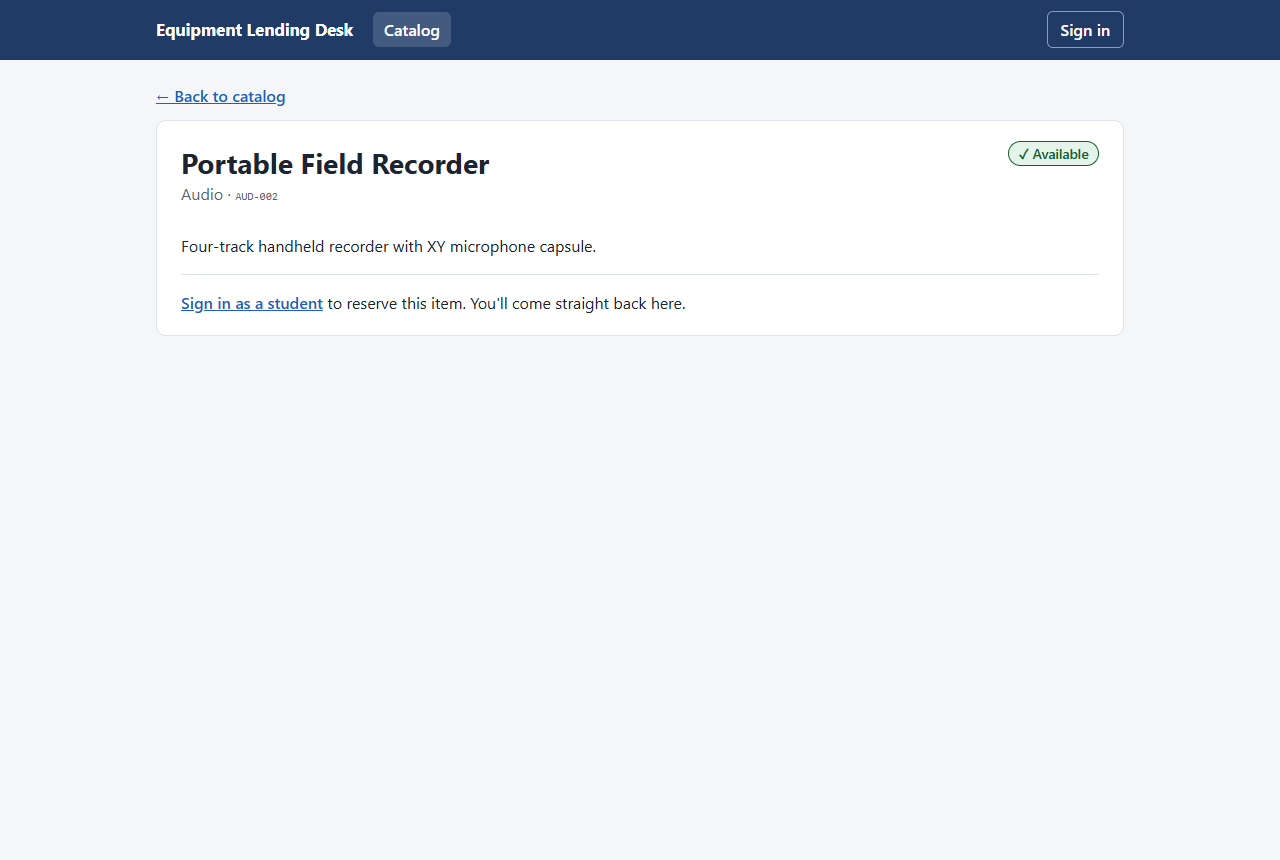 Equipment Lending Desk Catalog Sign in
← Back to catalog
Portable Field Recorder ✓ Available
Audio · AUD-002
Four-track handheld recorder with XY microphone capsule.
Sign in as a student to reserve this item. You'll come straight back here.